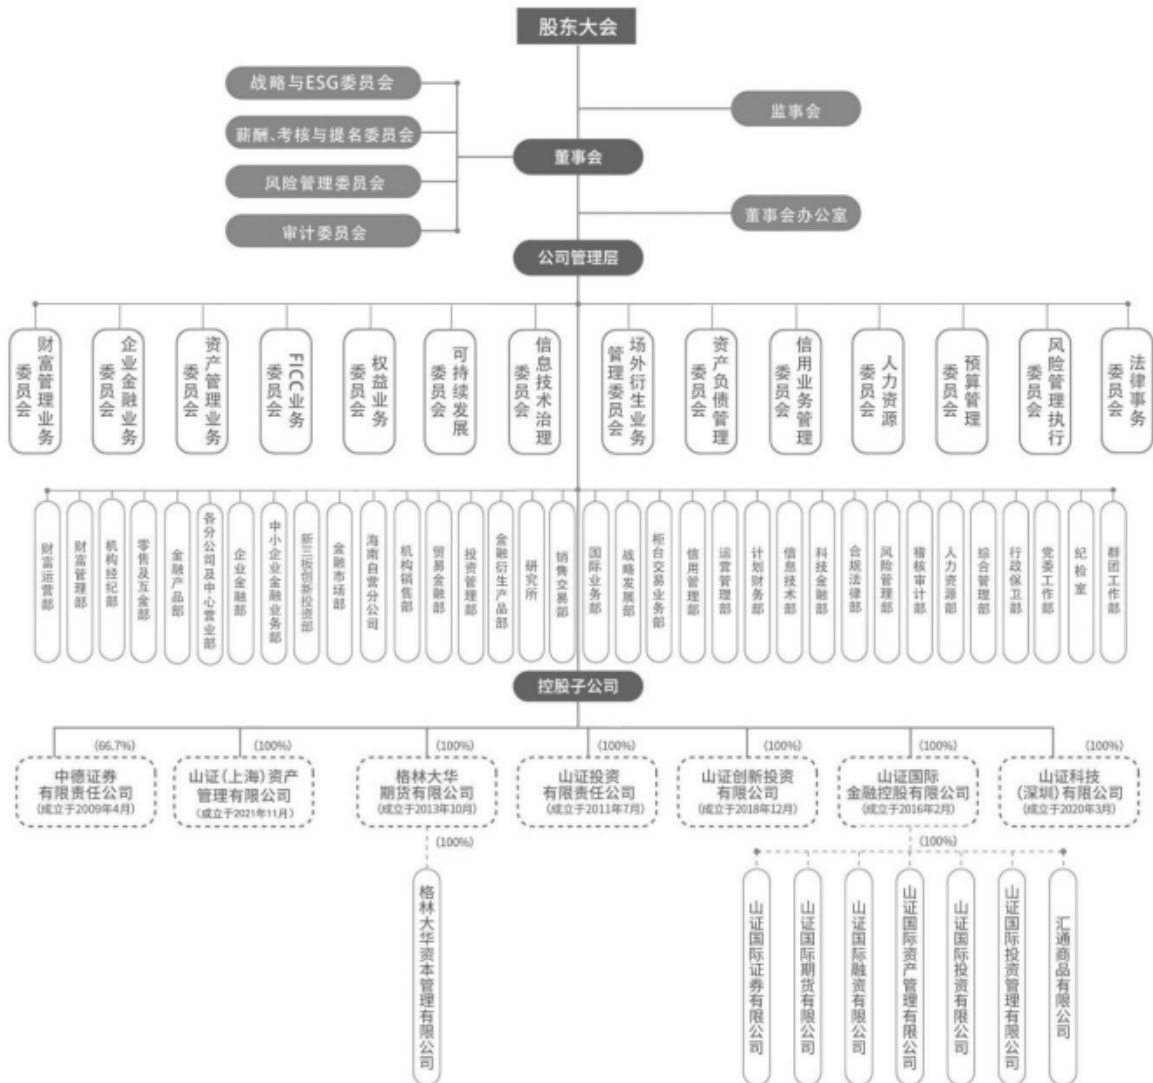 股东大会
战略与ESG委员会
监事会
薪酬、考核与提名委员会
董事会
风险管理委员会
审计委员会
董事会办公室
公司管理层
财富管理业务
委员会
企业金融业务
委员会
资产管理业务
委员会
FICC业务
委员会
权益业务
委员会
可持续发展
委员会
信息技术治理
委员会
场外衍生业务
管理委员会
资产负债管理
委员会
信用业务管理
委员会
人力资源
委员会
预算管理
委员会
风险管理执行
委员会
法律事务
委员会
财富运营部
财富管理部
机构经纪部
零售及互金部
金融产品部
各分公司及中心营业部
企业金融部
中小企业金融业务部
新三板创新投资部
金融市场部
海南自营分公司
机构销售部
贸易金融部
投资管理部
金融衍生产品部
研究所
销售交易部
国际业务部
战略发展部
柜台交易业务部
信用管理部
运营管理部
计划财务部
信息技术部
科技金融部
合规法律部
风险管理部
稽核审计部
人力资源部
综合管理部
行政保卫部
党委工作部
纪检室
群团工作部
控股子公司
(66.7%)
中德证券
有限责任公司
(成立于2009年4月)
(100%)
山证(上海)资产
管理有限公司
(成立于2021年11月)
(100%)
格林大华
期货有限公司
(成立于2013年10月)
(100%)
山证投资
有限责任公司
(成立于2011年7月)
(100%)
山证创新投资
有限公司
(成立于2018年12月)
(100%)
山证国际
金融控股有限公司
(成立于2016年2月)
(100%)
山证科技
(深圳)有限公司
(成立于2020年3月)
(100%)
格林大华资本管理有限公司
(100%)
山证国际证券有限公司
山证国际期货有限公司
山证国际融资有限公司
山证国际资产管理有限公司
山证国际投资有限公司
山证国际投资管理有限公司
汇通商品有限公司